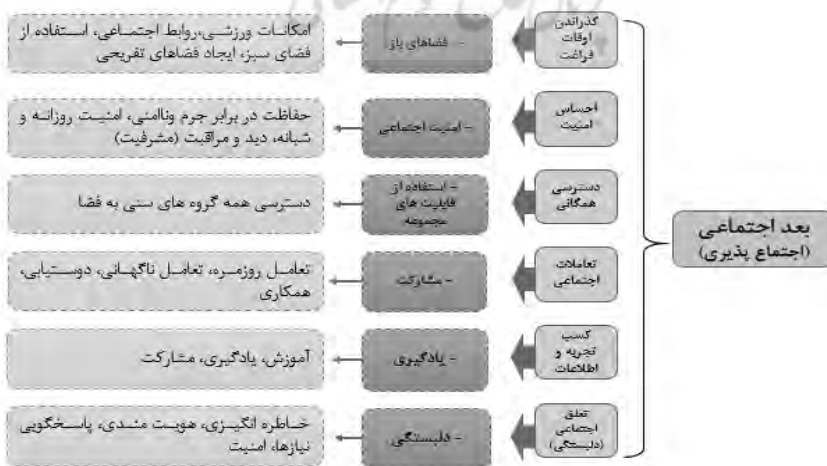 بعد اجتماعی
(اجتماع پذیری)
گذراندن
اوقات
فراغت
- فضاهای باز
امکانات ورزشی،روابط اجتماعی، استفاده از
فضای سبز، ایجاد فضاهای تفریحی
احساس
امنیت
- امنیت اجتماعی
حفاظت در برابر جرم وناامنی، امنیت روزانه و
شبانه، دید و مراقبت (مشرفیت)
دسترسی
همگانی
- استفاده از
قابلیت های
مجموعه
دسترسی همه گروه های سنی به فضا
تعاملات
اجتماعی
- مشارکت
تعامل روزمره، تعامل ناگهانی، دوستیابی،
همکاری
کسب
تجربه و
اطلاعات
- یادگیری
آموزش، یادگیری، مشارکت
تعلق
اجتماعی
(دلبستگی)
- دلبستگی
خاطره انگیزی، هویت مندی، پاسخگویی
نیازها، امنیت